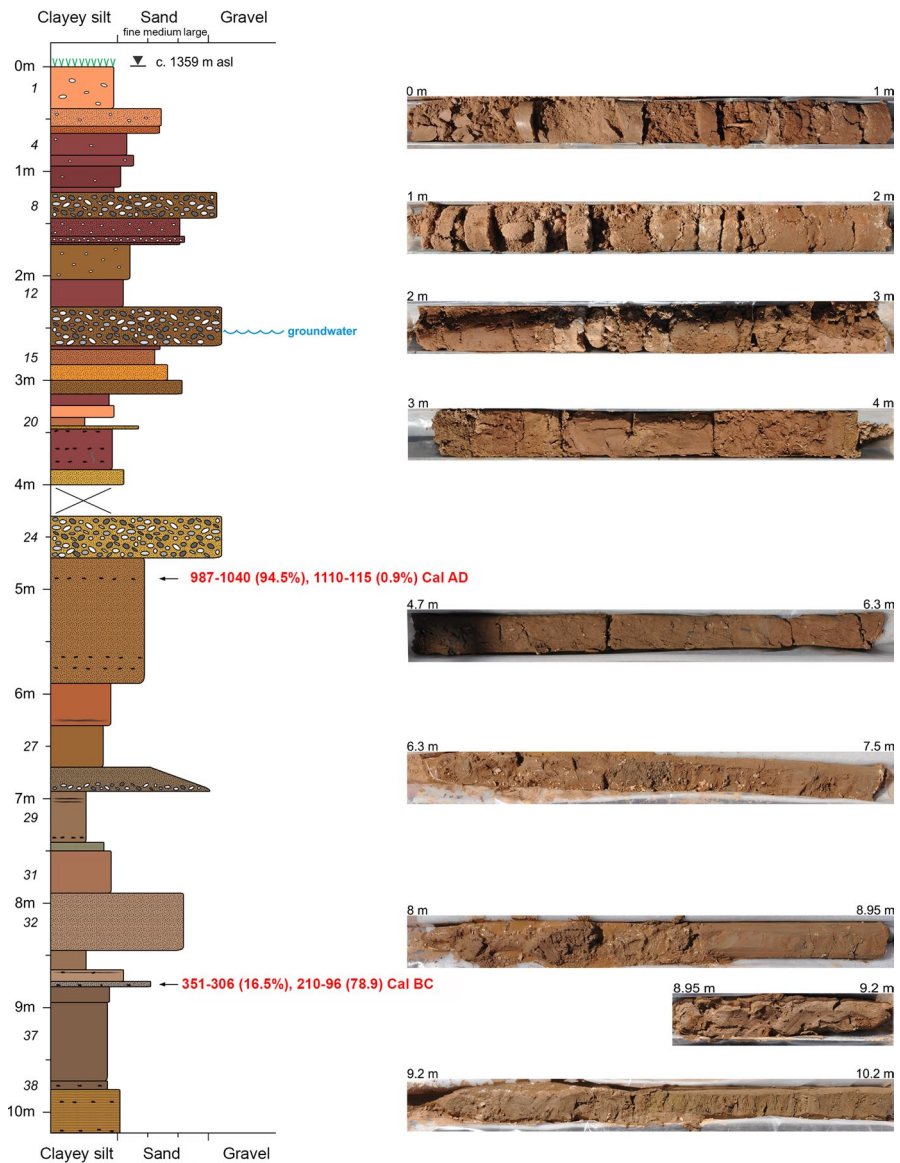 Clayey silt Sand Gravel
fine medium large
0m
c. 1359 m asl
1
0 m 1 m
4
1m
1 m 2 m
8
2m
12
2 m 3 m
groundwater
15
3m
3 m 4 m
20
4m
24
987-1040 (94.5%), 1110-115 (0.9%) Cal AD
5m
4.7 m 6.3 m
6m
27
6.3 m 7.5 m
7m
29
31
8m
8 m 8.95 m
32
351-306 (16.5%), 210-96 (78.9) Cal BC
8.95 m 9.2 m
9m
37
9.2 m 10.2 m
38
10m
Clayey silt Sand Gravel